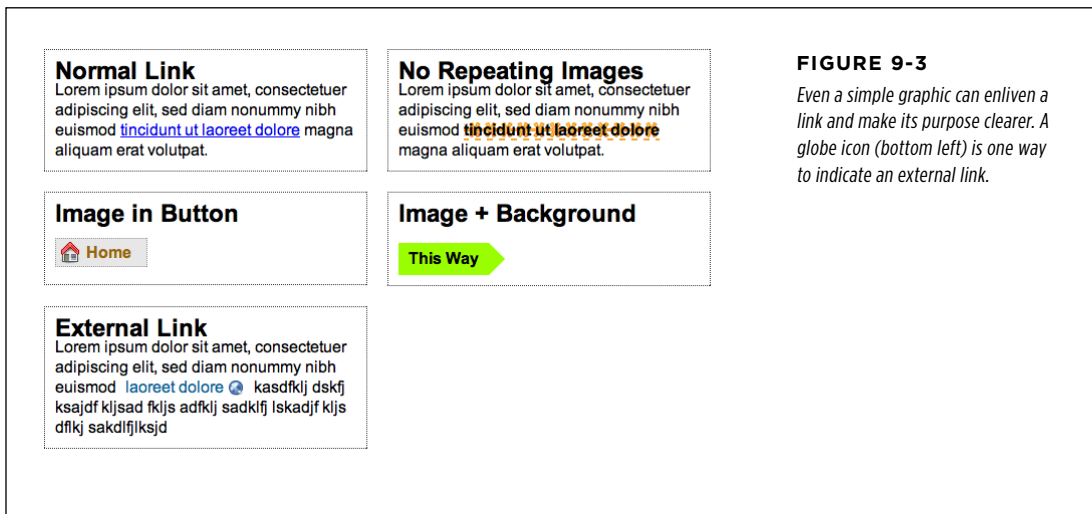 Normal Link
Lorem ipsum dolor sit amet, consectetuer
adipiscing elit, sed diam nonummy nibh
euismod tincidunt ut laoreet dolore magna
aliquam erat volutpat.
No Repeating Images
Lorem ipsum dolor sit amet, consectetuer
adipiscing elit, sed diam nonummy nibh
euismod tincidunt ut laoreet dolore
magna aliquam erat volutpat.
Image in Button
Home
Image + Background
This Way
External Link
Lorem ipsum dolor sit amet, consectetuer
adipiscing elit, sed diam nonummy nibh
euismod laoreet dolore kasdfklj dskfj
ksajdf kljsad fkljs adfklj sadklfj lskadjf kljs
dflkj sakdlfjlksjd
FIGURE 9-3
Even a simple graphic can enliven a
link and make its purpose clearer. A
globe icon (bottom left) is one way
to indicate an external link.